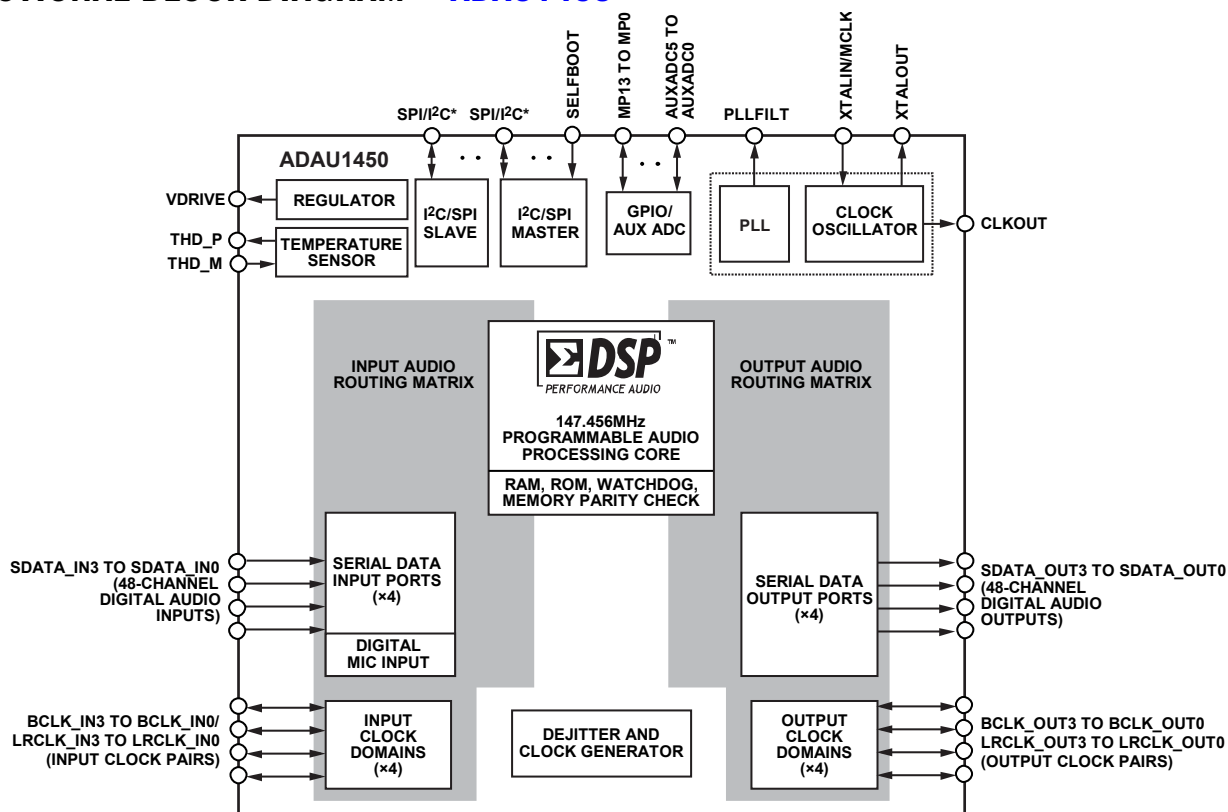 SPI/I2C* SPI/I2C*
SELFBOOT
MP13 TO MP0
AUXADC5 TO
AUXADC0
PLLFILT
XTALIN/MCLK
XTALOUT
ADAU1450
VDRIVE
REGULATOR
THD_P
THD_M
TEMPERATURE
SENSOR
I2C/SPI
SLAVE
I2C/SPI
MASTER
GPIO/
AUX ADC
PLL
CLOCK
OSCILLATOR
CLKOUT
INPUT AUDIO
ROUTING MATRIX
ΣDSP™
PERFORMANCE AUDIO
147.456MHz
PROGRAMMABLE AUDIO
PROCESSING CORE
RAM, ROM, WATCHDOG,
MEMORY PARITY CHECK
OUTPUT AUDIO
ROUTING MATRIX
SDATA_IN3 TO SDATA_IN0
(48-CHANNEL
DIGITAL AUDIO
INPUTS)
SERIAL DATA
INPUT PORTS
(×4)
DIGITAL
MIC INPUT
SERIAL DATA
OUTPUT PORTS
(×4)
SDATA_OUT3 TO SDATA_OUT0
(48-CHANNEL
DIGITAL AUDIO
OUTPUTS)
BCLK_IN3 TO BCLK_IN0/
LRCLK_IN3 TO LRCLK_IN0
(INPUT CLOCK PAIRS)
INPUT
CLOCK
DOMAINS
(×4)
DEJITTER AND
CLOCK GENERATOR
OUTPUT
CLOCK
DOMAINS
(×4)
BCLK_OUT3 TO BCLK_OUT0
LRCLK_OUT3 TO LRCLK_OUT0
(OUTPUT CLOCK PAIRS)